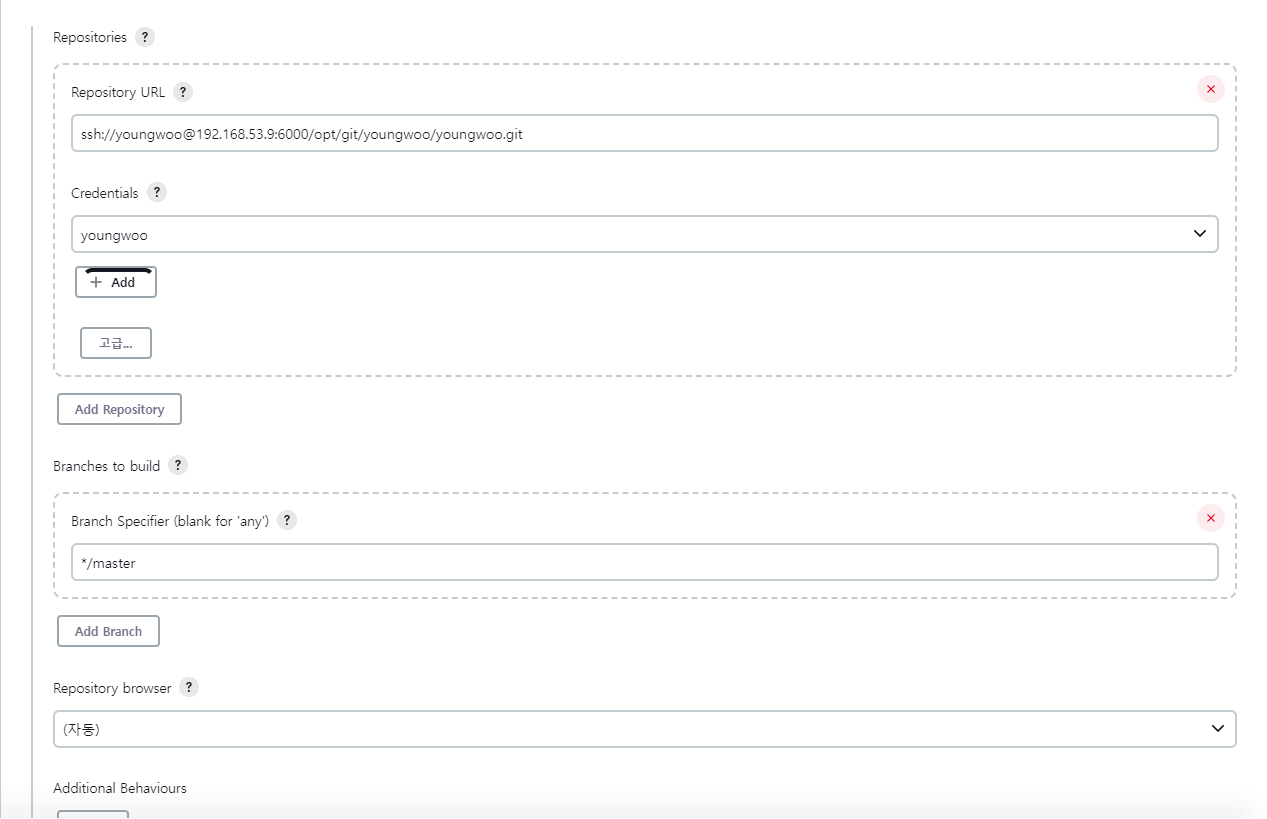 Repositories ?
Repository URL ?
ssh://youngwoo@192.168.53.9:6000/opt/git/youngwoo/youngwoo.git
Credentials ?
youngwoo
+ Add
고급...
Add Repository
Branches to build ?
Branch Specifier (blank for 'any') ?
*/master
Add Branch
Repository browser ?
(자동)
Additional Behaviours